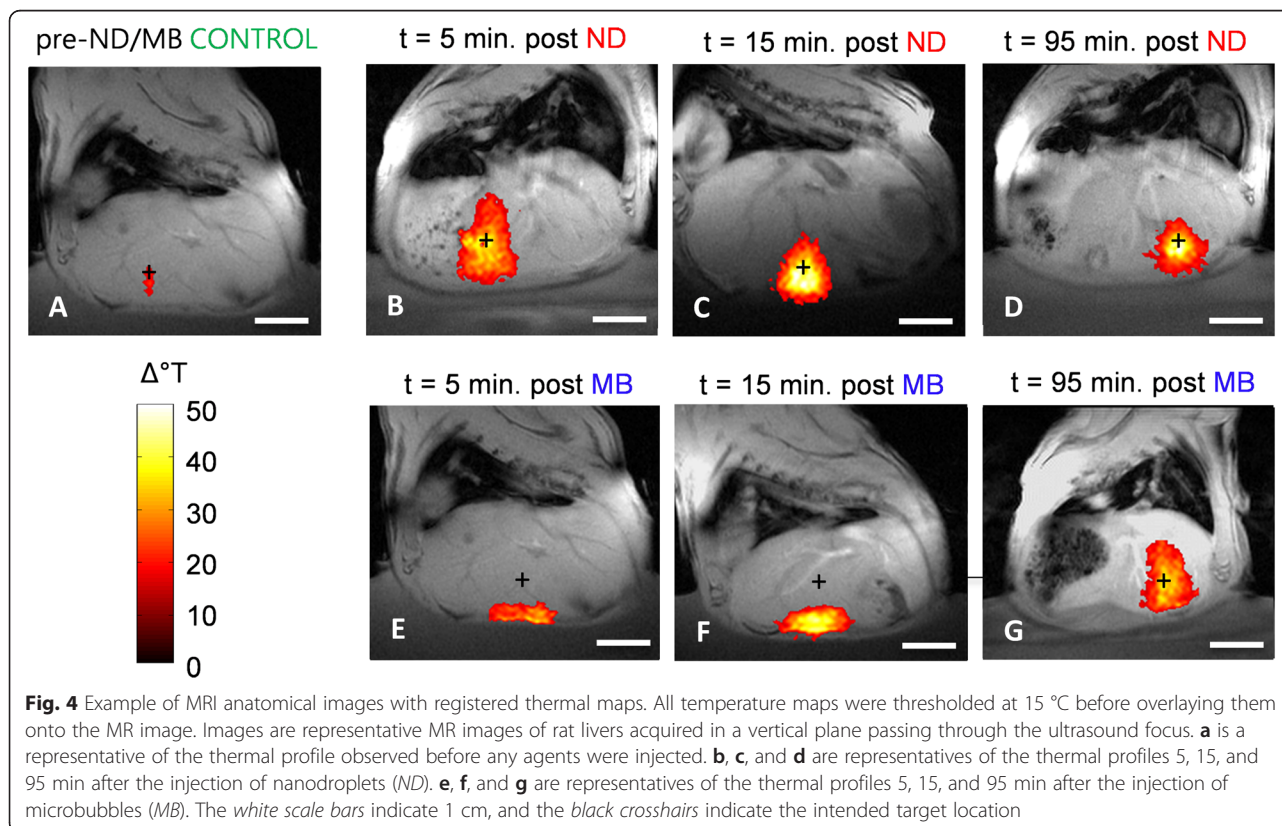 pre-ND/MB CONTROL
t = 5 min. post ND
t = 15 min. post ND
t = 95 min. post ND
A
B
C
D
Δ°T
50
40
30
20
10
0
t = 5 min. post MB
t = 15 min. post MB
t = 95 min. post MB
E
F
G
Fig. 4 Example of MRI anatomical images with registered thermal maps. All temperature maps were thresholded at 15 °C before overlaying them
onto the MR image. Images are representative MR images of rat livers acquired in a vertical plane passing through the ultrasound focus. a is a
representative of the thermal profile observed before any agents were injected. b, c, and d are representatives of the thermal profiles 5, 15, and
95 min after the injection of nanodroplets (ND). e, f, and g are representatives of the thermal profiles 5, 15, and 95 min after the injection of
microbubbles (MB). The white scale bars indicate 1 cm, and the black crosshairs indicate the intended target location